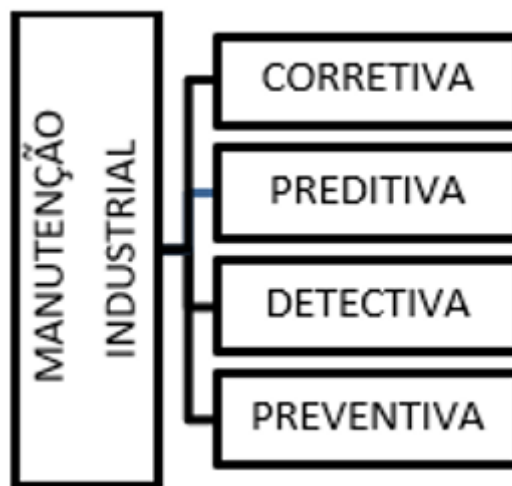 MANUTENÇÃO
INDUSTRIAL
CORRETIVA
PREDITIVA
DETECTIVA
PREVENTIVA